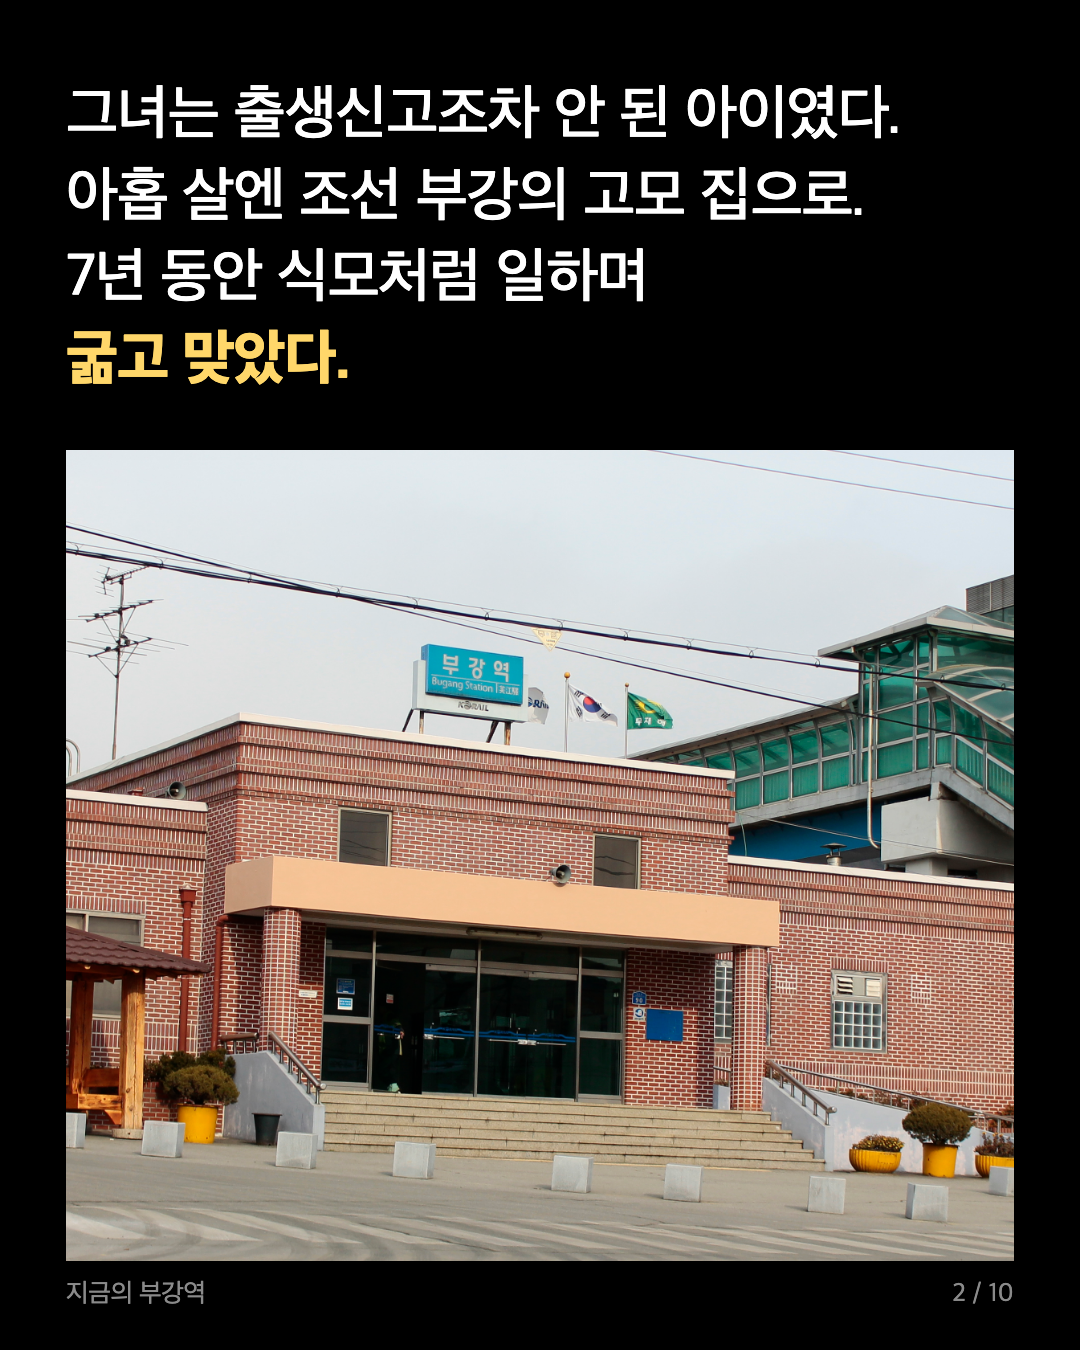 그녀는 출생신고조차 안 된 아이였다.
아홉 살엔 조선 부강의 고모 집으로.
7년 동안 식모처럼 일하며
굶고 맞았다.
부강역
Bugang Station
KORAIL
지금의 부강역
2 / 10